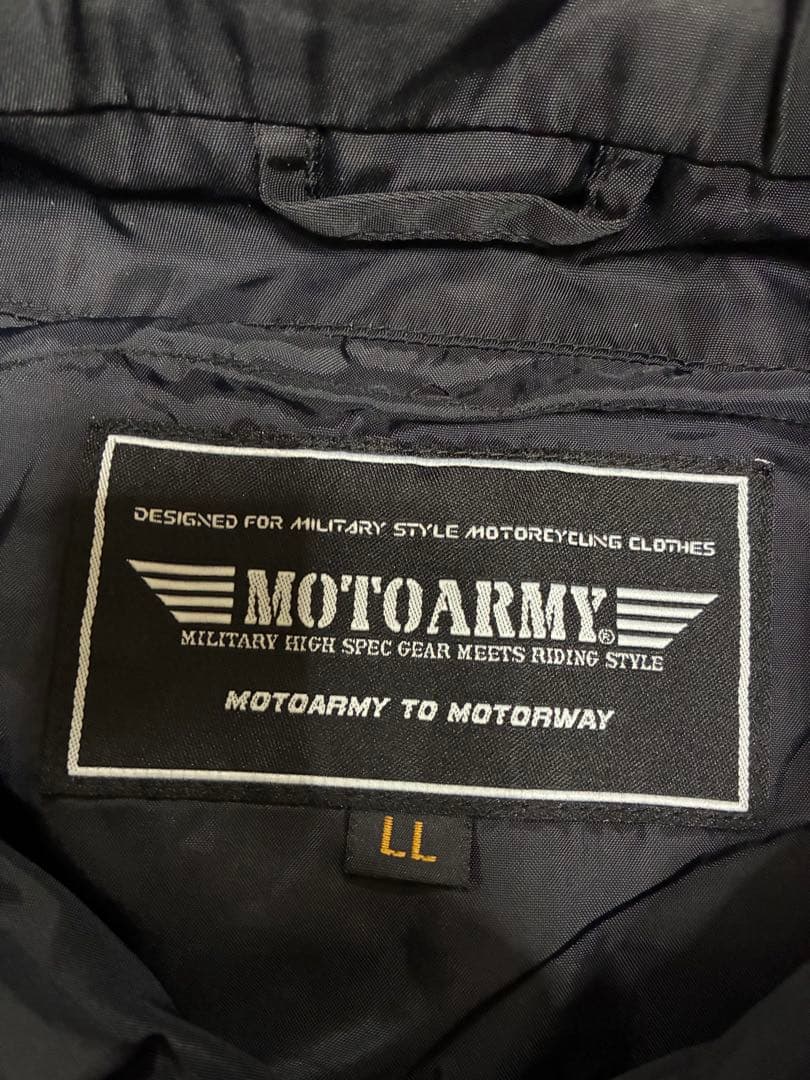 DESIGNED FOR MILITARY STYLE MOTORCYCLING CLOTHES
MOTOARMY®
MILITARY HIGH SPEC GEAR MEETS RIDING STYLE
MOTOARMY TO MOTORWAY
LL